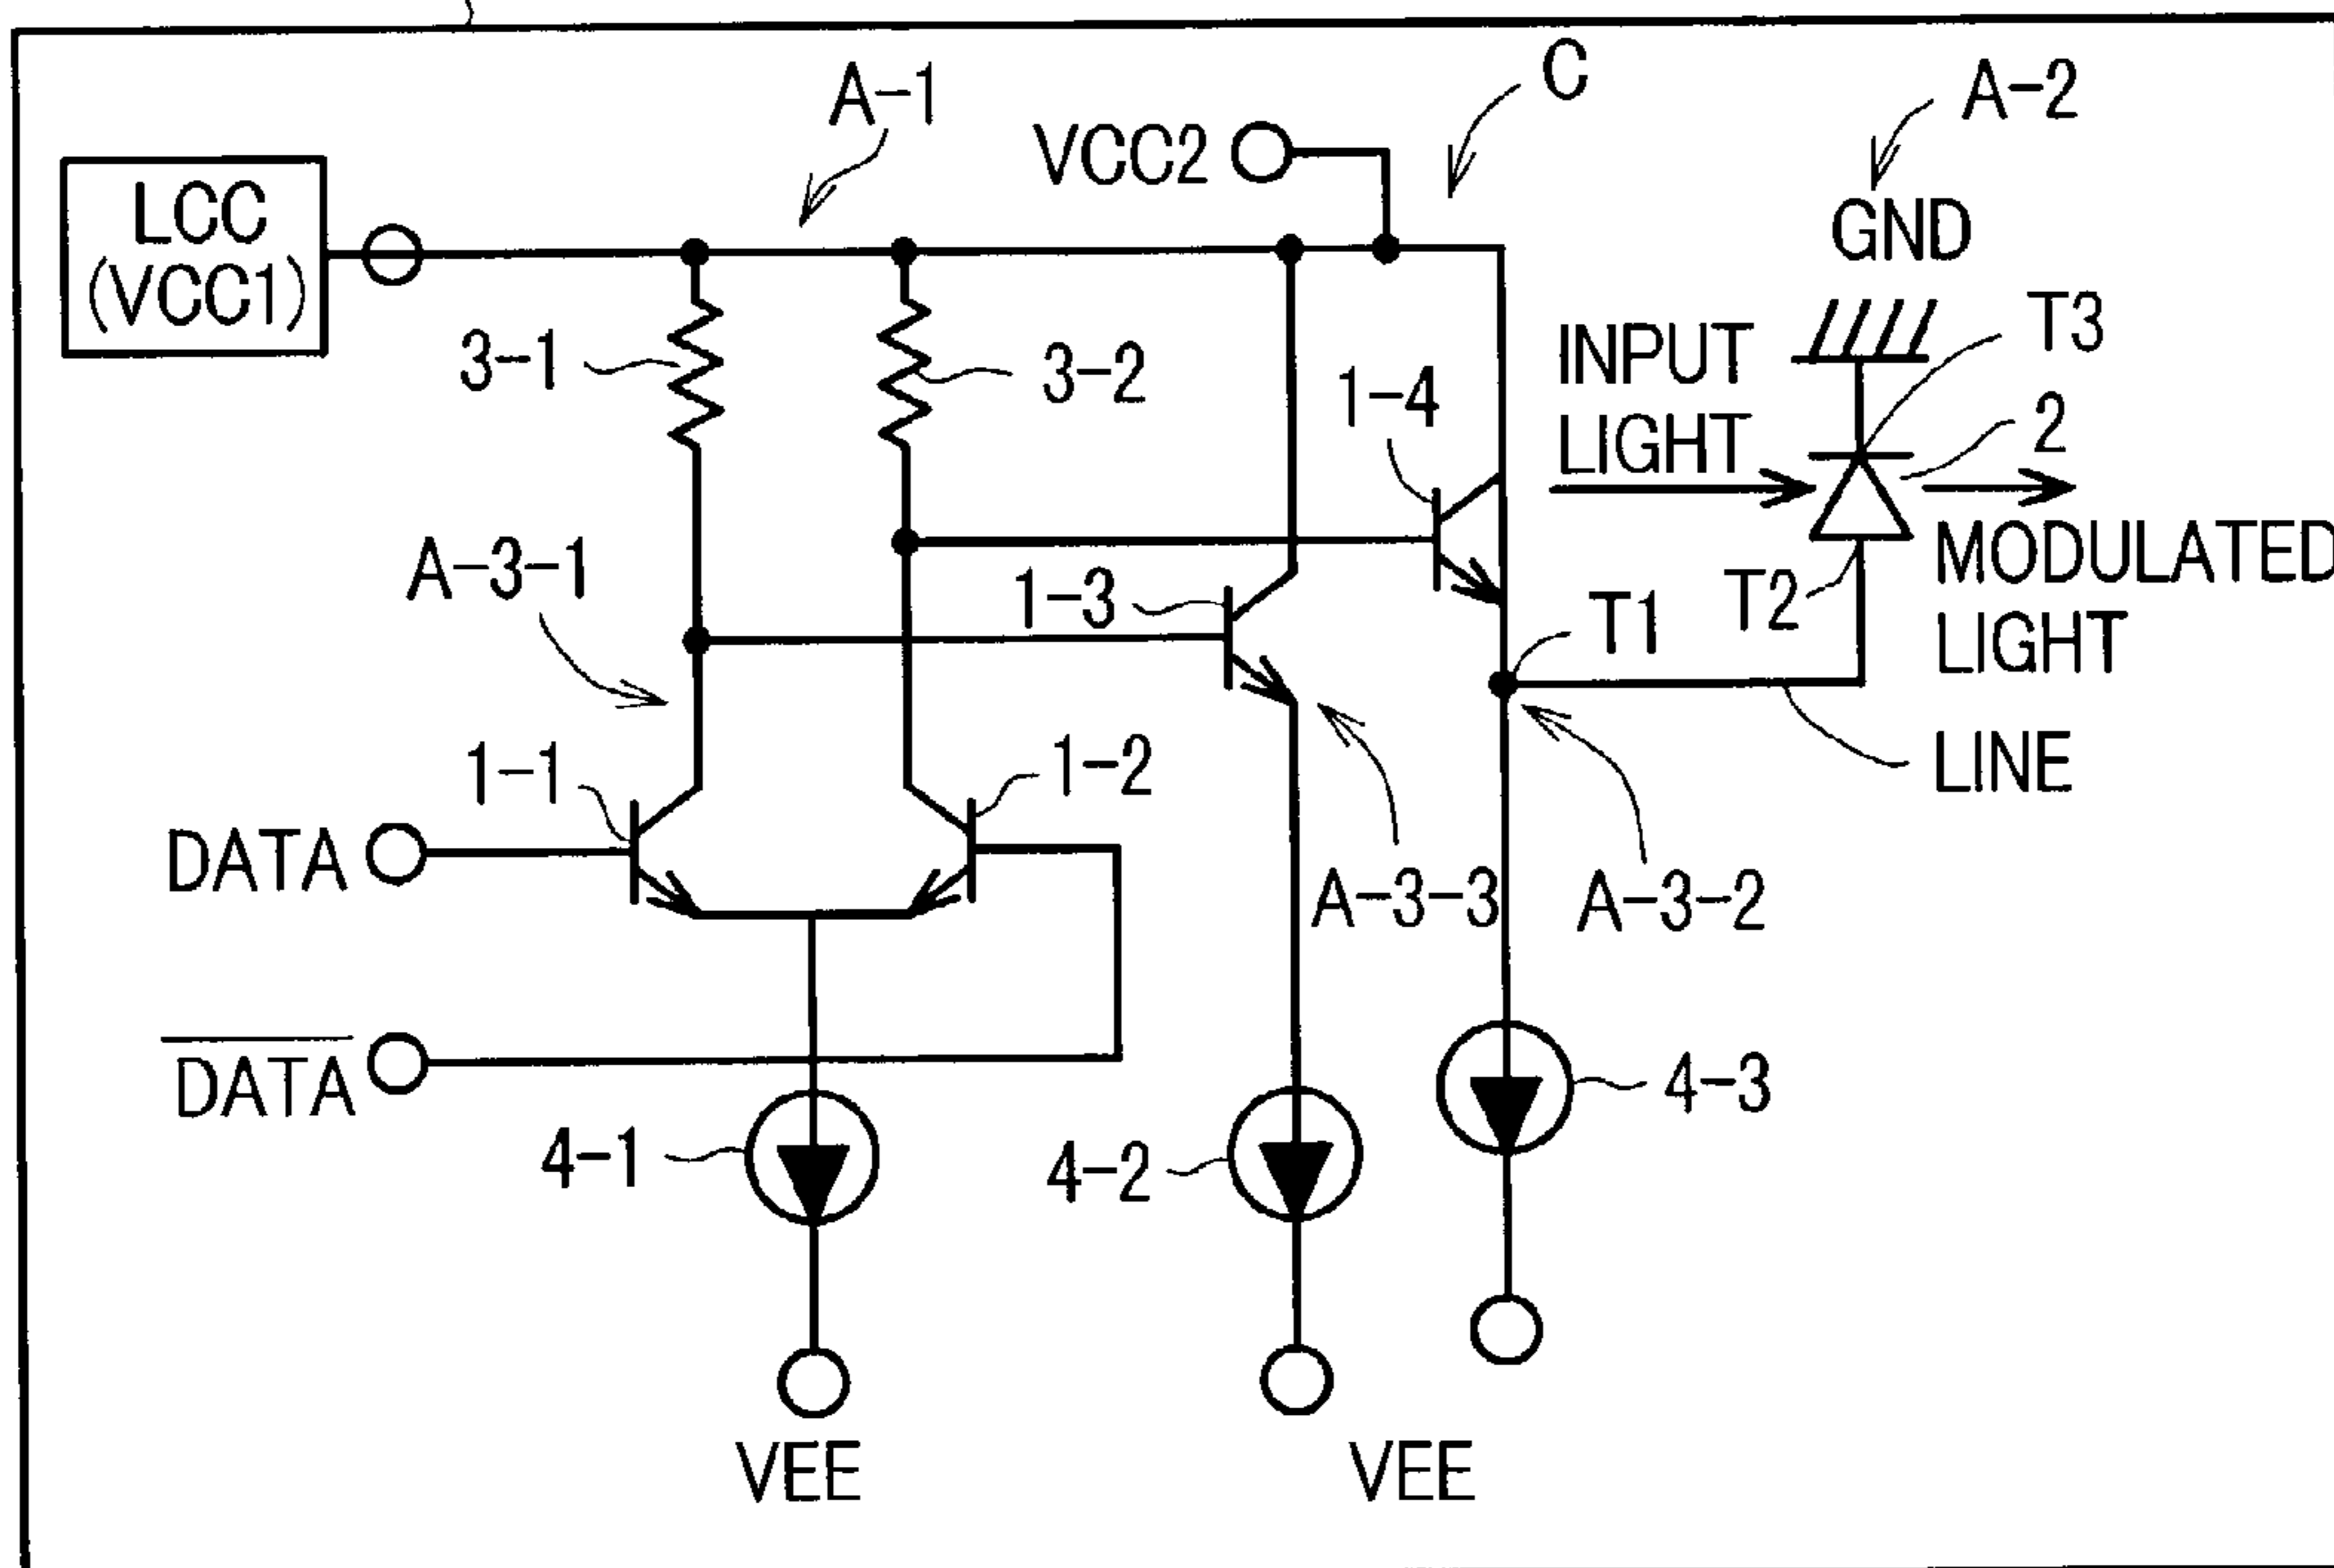 A-1
C
A-2
VCC2
LCC
(VCC1)
GND
T3
3-1
3-2
INPUT
LIGHT
1-4
2
MODULATED
LIGHT
A-3-1
1-3
T1
T2
LINE
1-1
1-2
DATA
A-3-3
A-3-2
D̅A̅T̅A̅
4-1
4-2
4-3
VEE
VEE